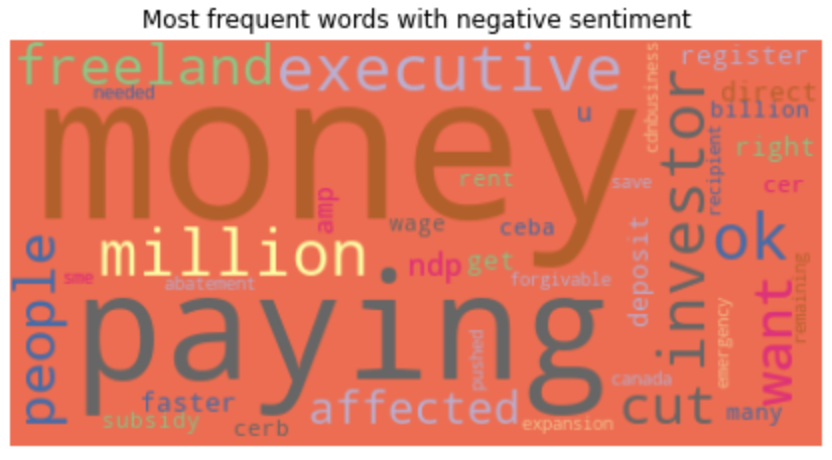 Most frequent words with negative sentiment
freeland
executive
cdnbusiness
register
needed
direct
money
u
billion
investor
recipient
right
rent
save
cer
amp
wage
ceba
ok
people
million
ndp
get
deposit
sme
abatement
forgivable
remaining
paying
want
emergency
pushed
canada
faster
affected
cut
many
subsidy
cerb
expansion